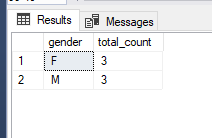 Results Messages
gender total_count
1 F 3
2 M 3